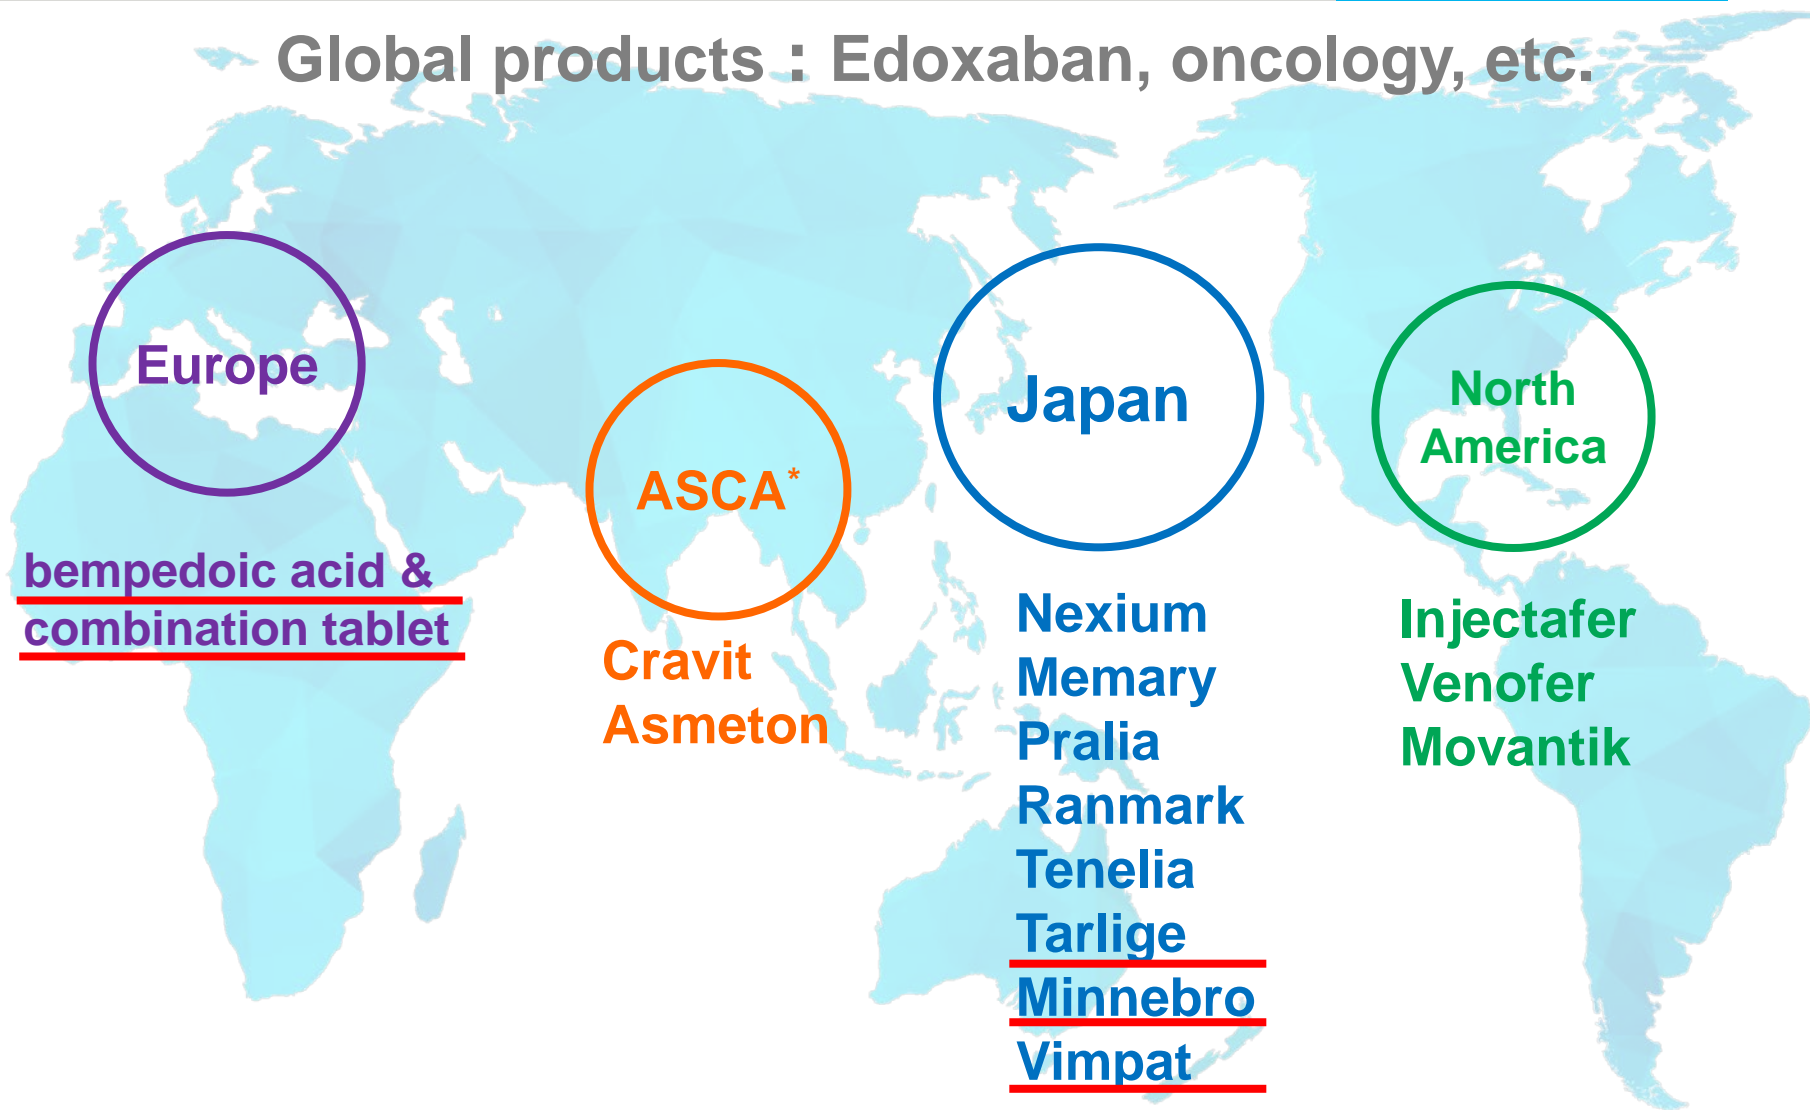 Global products：Edoxaban, oncology, etc.
Europe
bempedoic acid &
combination tablet
ASCA*
Cravit
Asmeton
Japan
Nexium
Memary
Pralia
Ranmark
Tenelia
Tarlige
Minnebro
Vimpat
North
America
Injectafer
Venofer
Movantik